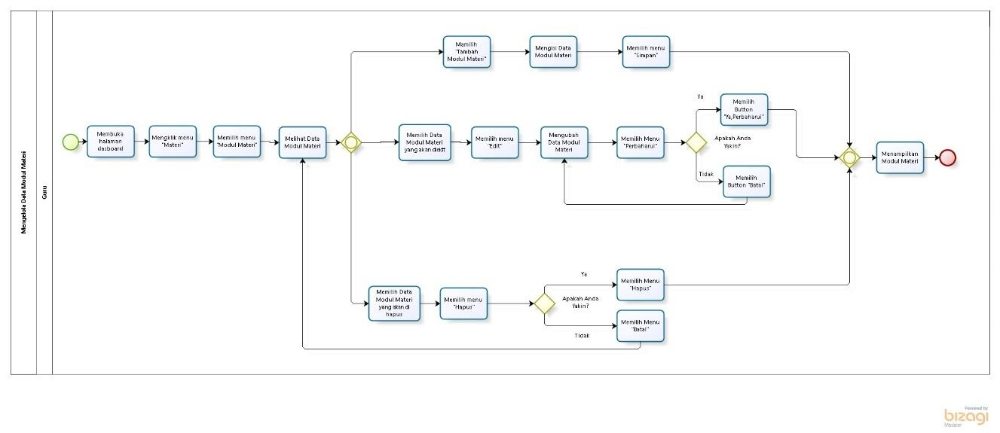 Mengelola Data Modul Materi
Guru
Membuka
halaman
dasboard
Mengklik menu
"Materi"
Memilih menu
"Modul Materi"
Melihat Data
Modul Materi
Mamilih
"Tambah
Modul Materi"
Mengisi Data
Modul Materi
Memilih menu
"Simpan"
Memilih Data
Modul Materi
yang akan dieidt
Memilih menu
"Edit"
Mengubah
Data Modul
Materi
Memilih Menu
"Perbaharui"
Ya
Apakah Anda
Yakin?
Tidak
Memilih
Button
"Ya,Perbaharui"
Memilih
Button "Batal"
Memilih Data
Modul Materi
yang akan di
hapus
Memilih menu
"Hapus"
Ya
Apakah Anda
Yakin?
Tidak
Memilih Menu
"Hapus"
Memilih Menu
"Batal"
Menampilkan
Modul Materi
Powered by
bizagi
Modeler